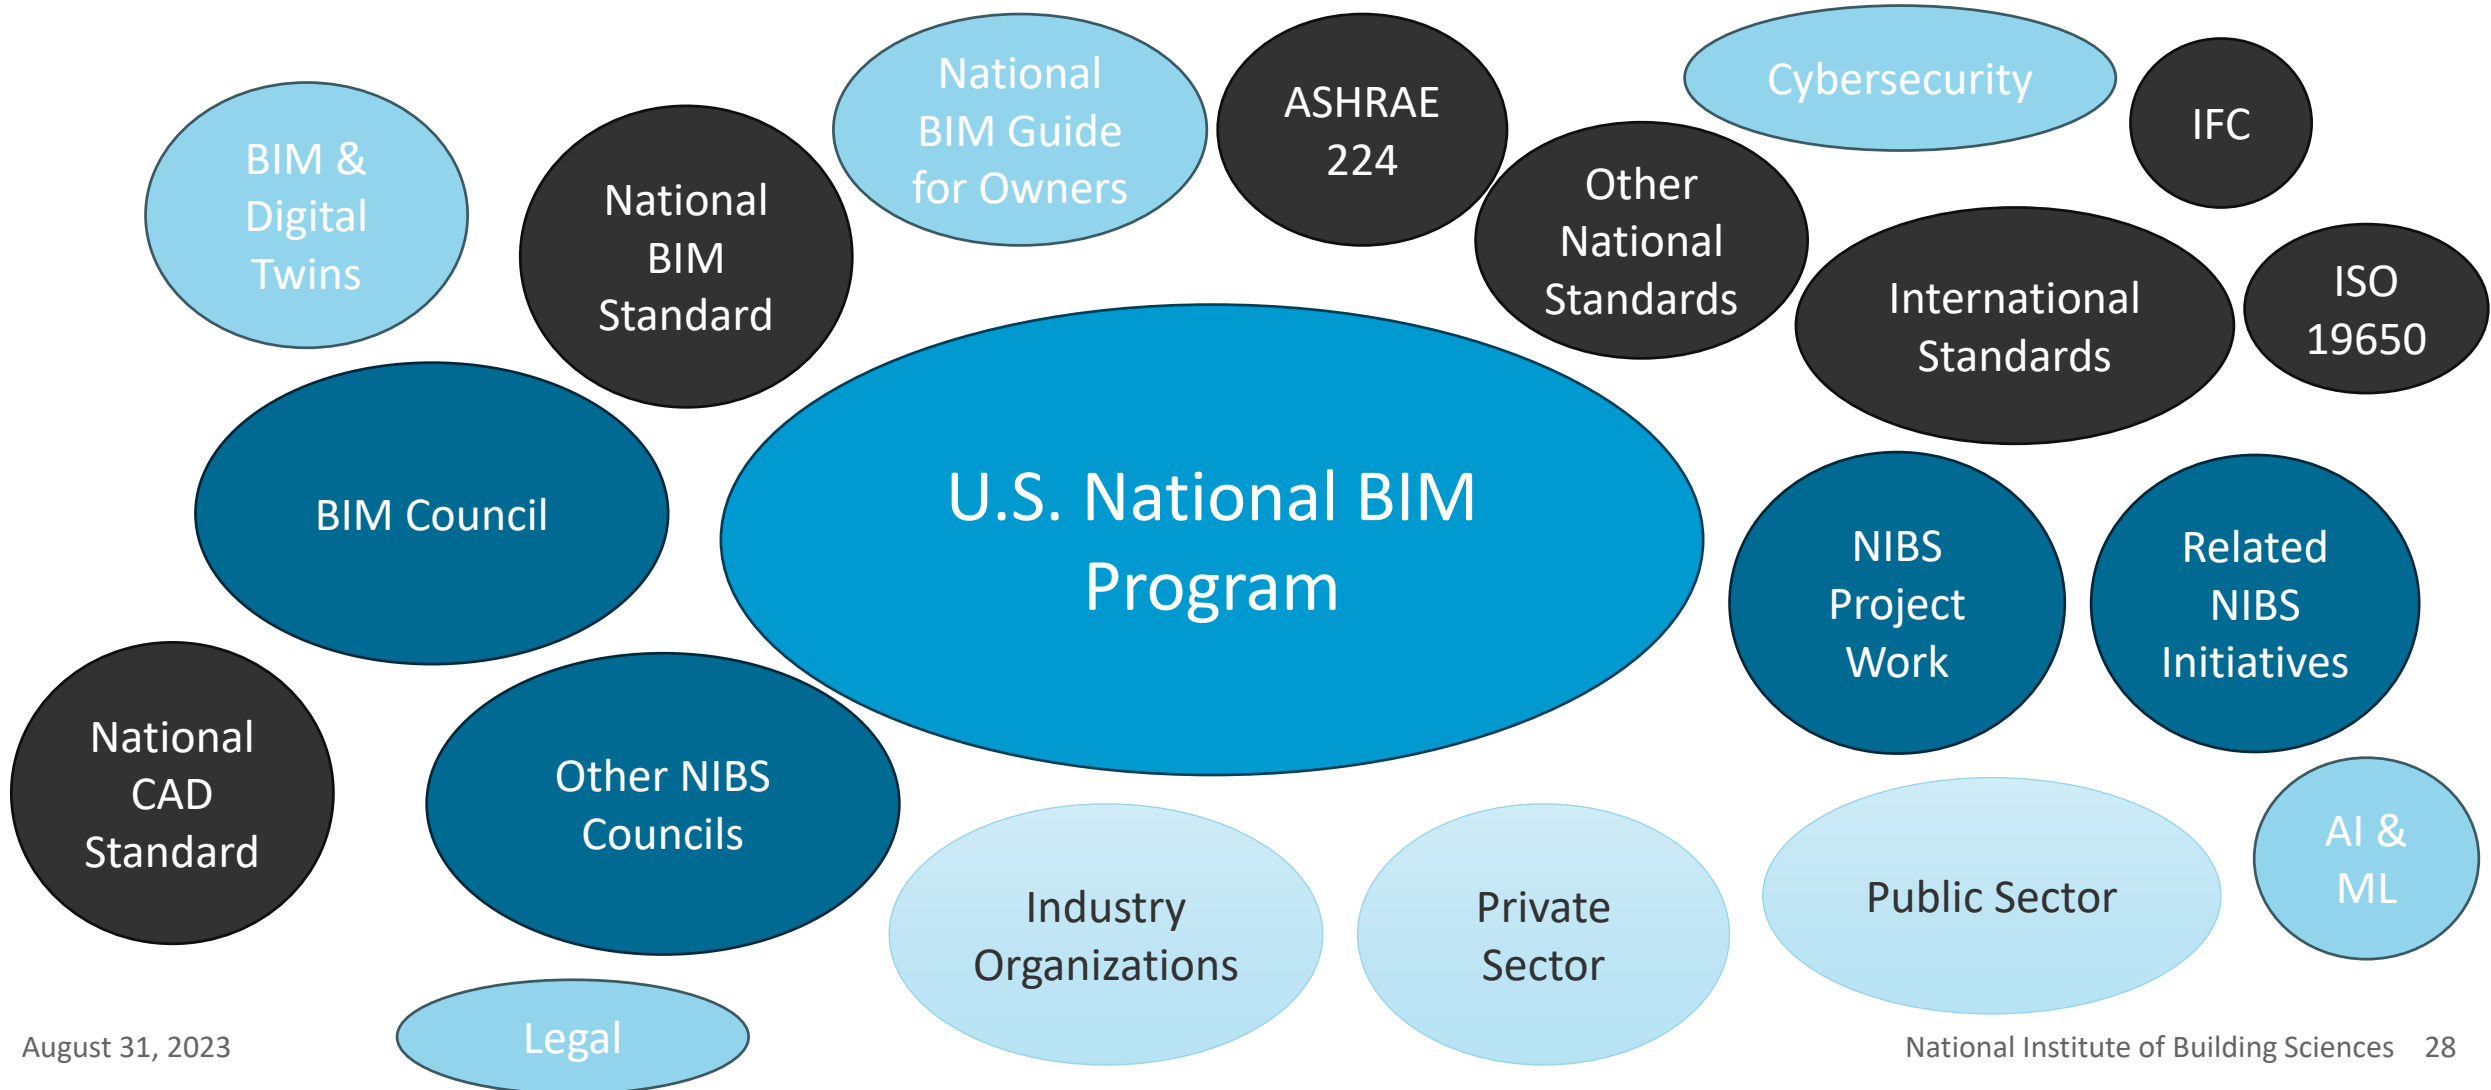 National
BIM Guide
for Owners
ASHRAE
224
Cybersecurity
IFC
BIM &
Digital
Twins
National
BIM
Standard
Other
National
Standards
International
Standards
ISO
19650
BIM Council
U.S. National BIM
Program
NIBS
Project
Work
Related
NIBS
Initiatives
National
CAD
Standard
Other NIBS
Councils
Industry
Organizations
Private
Sector
Public Sector
AI &
ML
Legal
August 31, 2023
National Institute of Building Sciences 28